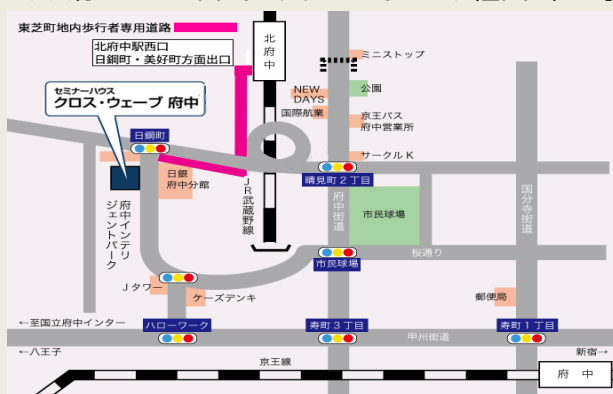 東芝町地内歩行者専用道路
北府中駅西口
日鋼町・美好町方面出口
北府中
ミニストップ
公園
NEW
DAYS
国際航業
京王バス
府中営業所
セミナーハウス
クロス・ウェーブ 府中
日鋼町
サークルK
晴見町2丁目
日銀
府中分館
JR武蔵野線
府中街道
市民球場
国分寺街道
府中インテリ
ジェントパーク
桜通り
市民球場
Jタワー
ケーズデンキ
郵便局
←至国立府中インター
ハローワーク
寿町3丁目
甲州街道
寿町1丁目
←八王子
新宿→
京王線
府中